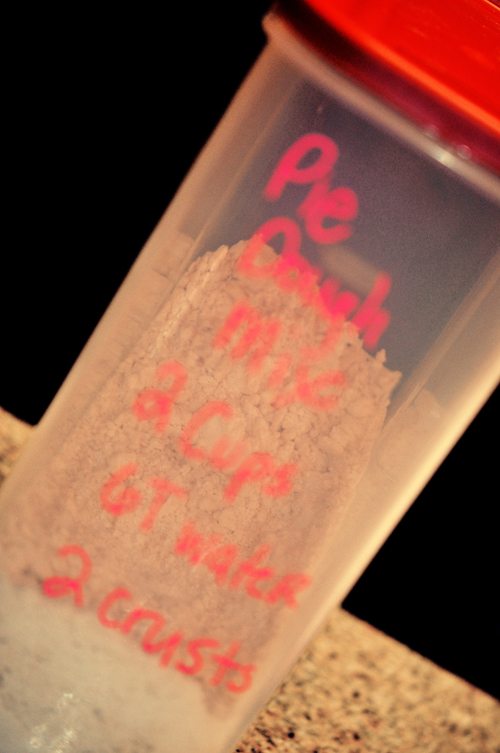 Pie
Dough
Mix
2 Cups
6T water
2 crusts